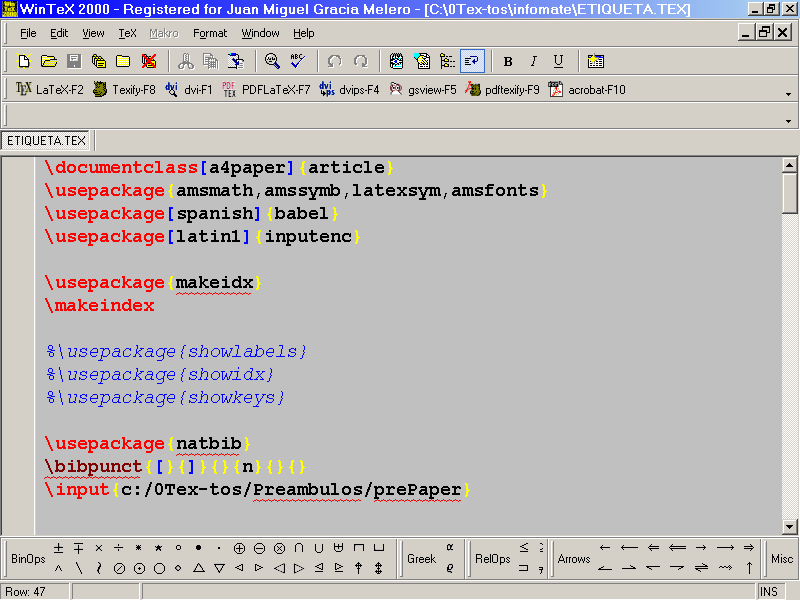 WinTeX 2000 - Registered for Juan Miguel Gracia Melero - [C:\0Tex-tos\infomate\ETIQUETA.TEX]
File Edit View TeX Makro Format Window Help
B I U
LaTeX-F2 Texify-F8 dvi-F1 PDFLaTeX-F7 dvips-F4 gsview-F5 pdftexify-F9 acrobat-F10
ETIQUETA.TEX
\documentclass[a4paper]{article}
\usepackage{amsmath,amssymb,latexsym,amsfonts}
\usepackage[spanish]{babel}
\usepackage[latin1]{inputenc}
\usepackage{makeidx}
\makeindex
%\usepackage{showlabels}
%\usepackage{showidx}
%\usepackage{showkeys}
\usepackage{natbib}
\bibpunct{[}{]}{}{n}{}{}
\input{c:/0Tex-tos/Preambulos/prePaper}
BinOps Greek RelOps Arrows Misc
Row: 47 INS